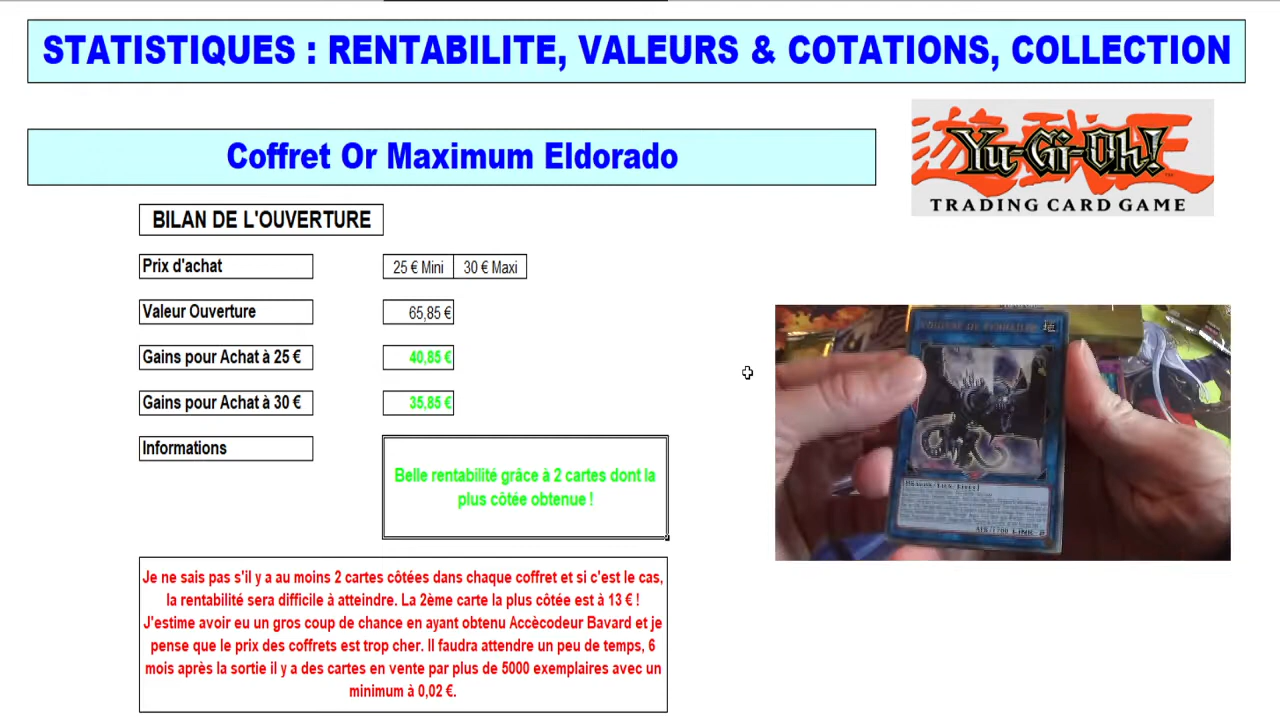 STATISTIQUES : RENTABILITE, VALEURS & COTATIONS, COLLECTION
Coffret Or Maximum Eldorado
遊戯王
Yu-Gi-Oh!
TRADING CARD GAME
BILAN DE L'OUVERTURE
Prix d'achat 25 € Mini 30 € Maxi
Valeur Ouverture 65,85 €
Gains pour Achat à 25 € 40,85 €
Gains pour Achat à 30 € 35,85 €
Informations
Belle rentabilité grâce à 2 cartes dont la
plus côtée obtenue !
Je ne sais pas s'il y a au moins 2 cartes côtées dans chaque coffret et si c'est le cas,
la rentabilité sera difficile à atteindre. La 2ème carte la plus côtée est à 13 € !
J'estime avoir eu un gros coup de chance en ayant obtenu Accècodeur Bavard et je
pense que le prix des coffrets est trop cher. Il faudra attendre un peu de temps, 6
mois après la sortie il y a des cartes en vente par plus de 5000 exemplaires avec un
minimum à 0,02 €.